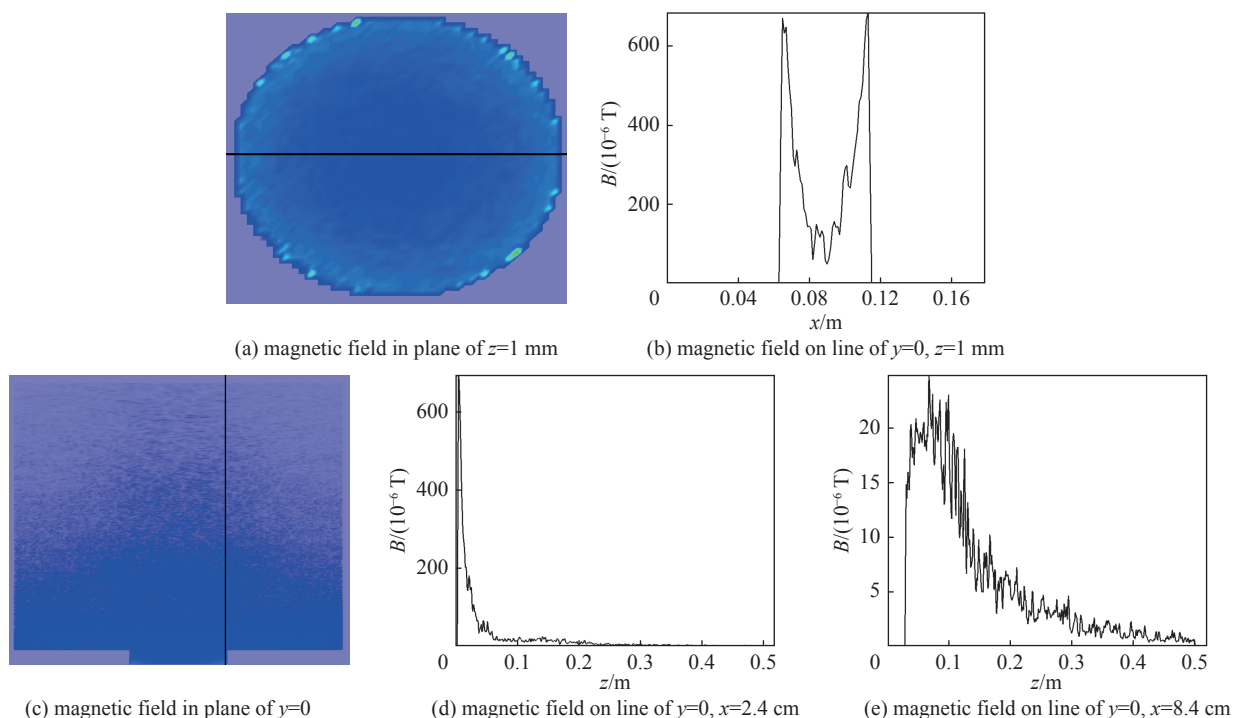 600
400
200
B/(10⁻⁶ T)
0
0.04
0.08
0.12
0.16
x/m
(a) magnetic field in plane of z=1 mm
(b) magnetic field on line of y=0, z=1 mm
600
400
200
B/(10⁻⁶ T)
0
0.1
0.2
0.3
0.4
0.5
z/m
20
15
10
5
B/(10⁻⁶ T)
0
0.1
0.2
0.3
0.4
0.5
z/m
(c) magnetic field in plane of y=0
(d) magnetic field on line of y=0, x=2.4 cm
(e) magnetic field on line of y=0, x=8.4 cm